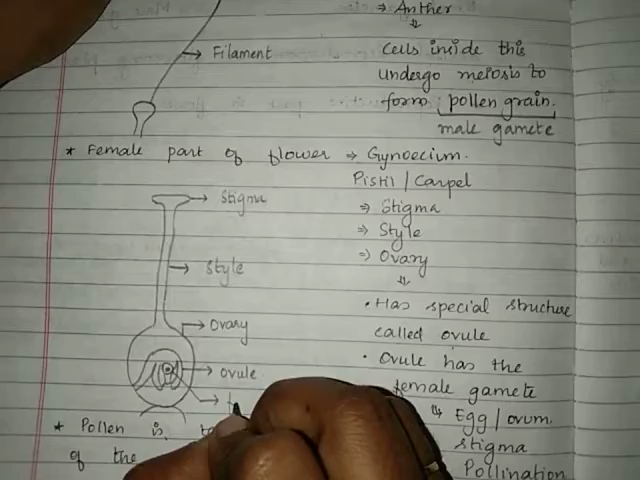 ⇒ Anther
⇓
→ Filament
Cells inside this
undergo meiosis to
form pollen grain.
male gamete
* Female part of flower → Gynoecium.
Pistil / Carpel
→ Stigma
⇒ Stigma
⇒ Style
→ Style
⇒ Ovary
⇓
• Has special structure
called ovule
→ Ovary
• Ovule has the
female gamete
→ Ovule
Egg / ovum.
* Pollen is
stigma
of the
Pollination